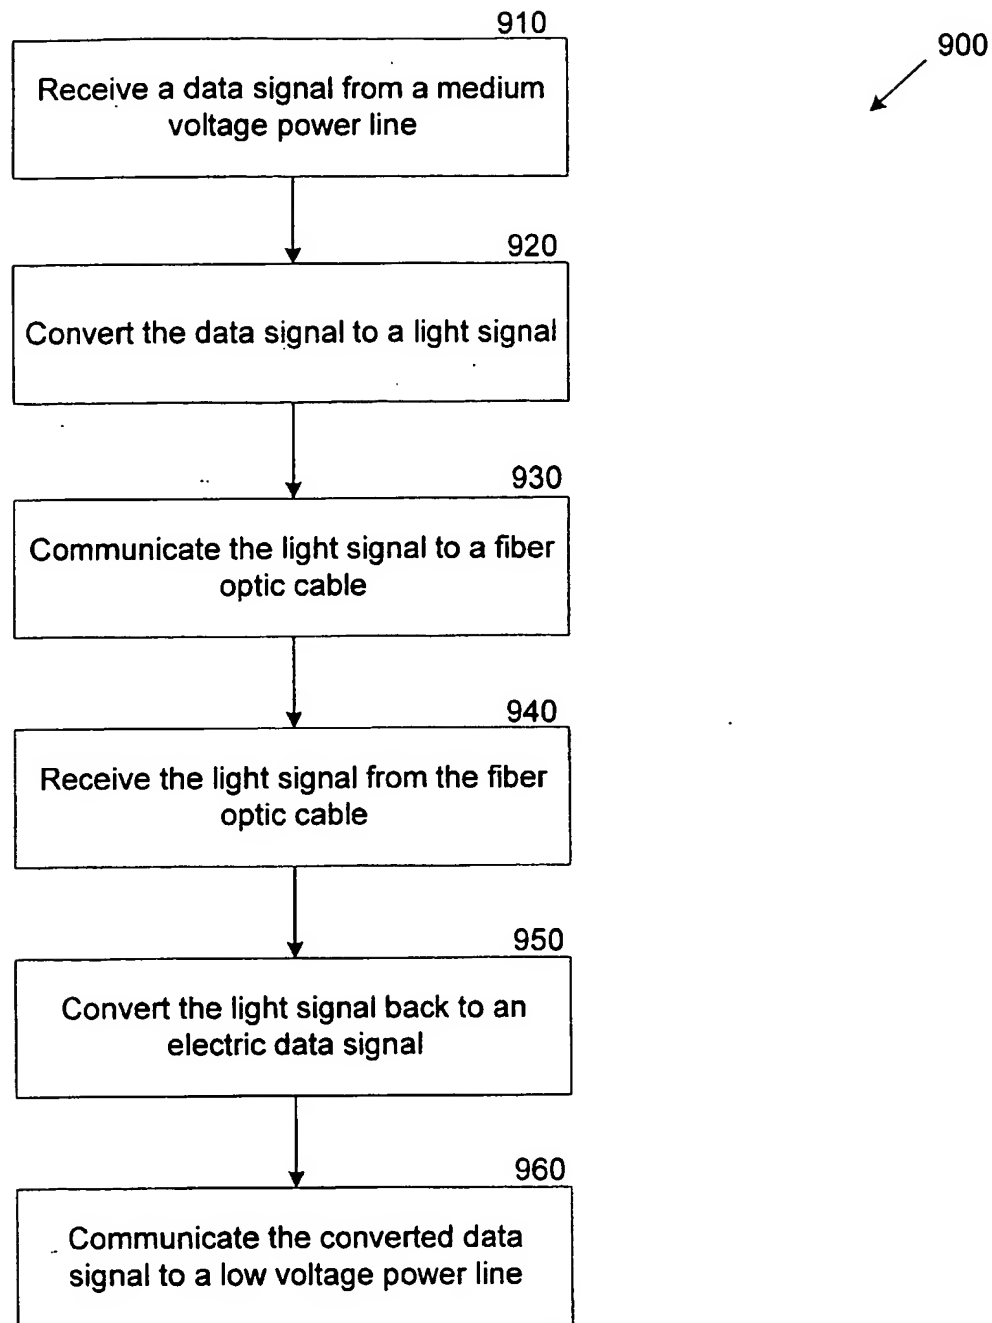 910
900
Receive a data signal from a medium
voltage power line
920
Convert the data signal to a light signal
930
Communicate the light signal to a fiber
optic cable
940
Receive the light signal from the fiber
optic cable
950
Convert the light signal back to an
electric data signal
960
Communicate the converted data
signal to a low voltage power line